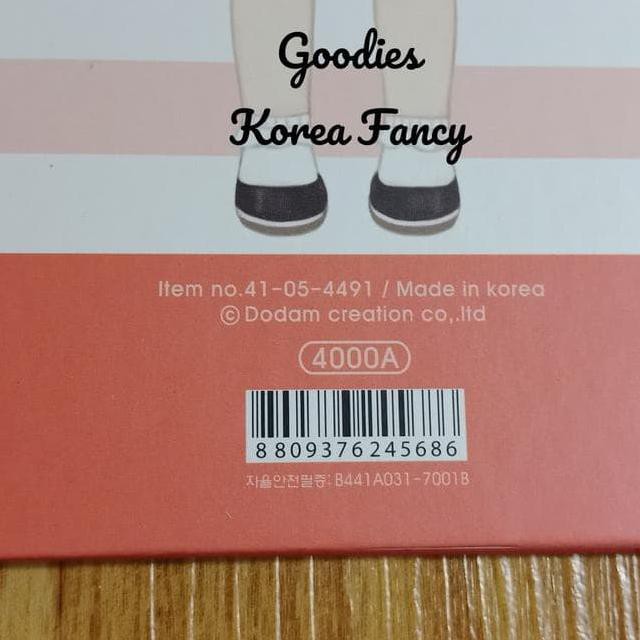 Goodies
Korea Fancy
Item no.41-05-4491 / Made in korea
© Dodam creation co,.ltd
4000A
8809376245686
자율안전필증: B441A031-7001B